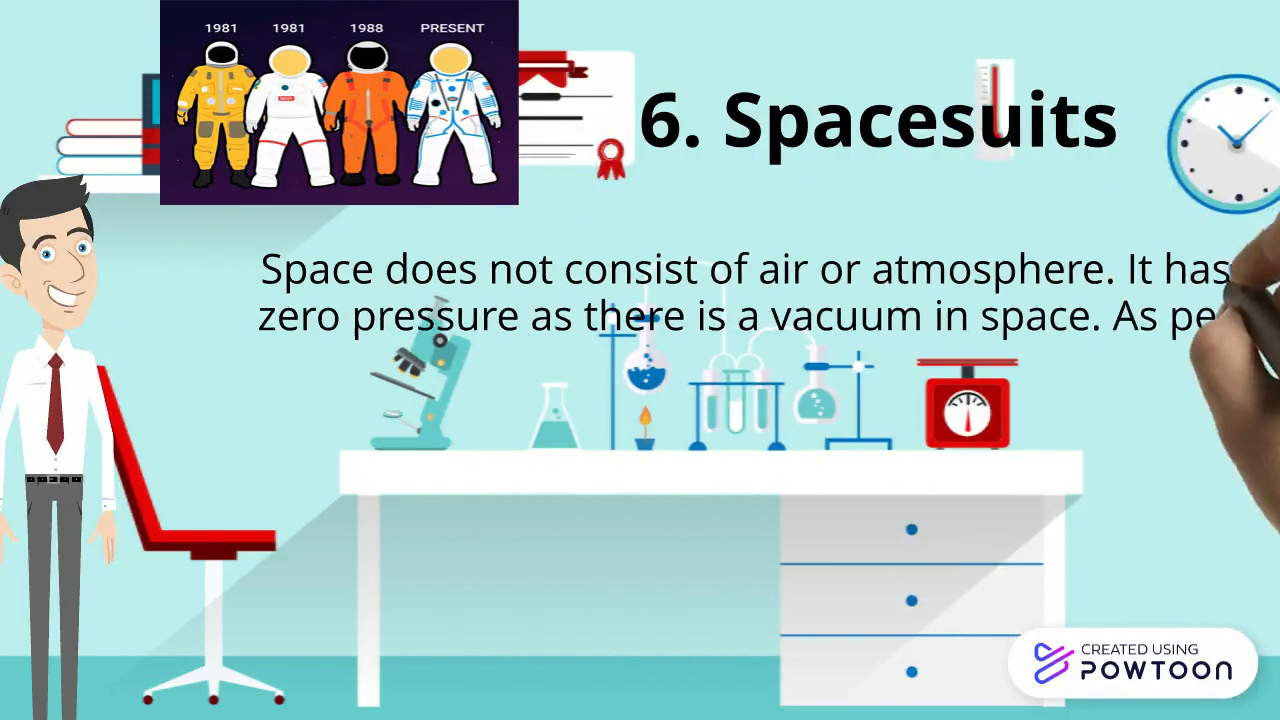 1981 1981 1988 PRESENT
6. Spacesuits
Space does not consist of air or atmosphere. It has
zero pressure as there is a vacuum in space. As pe
CREATED USING
POWTOON